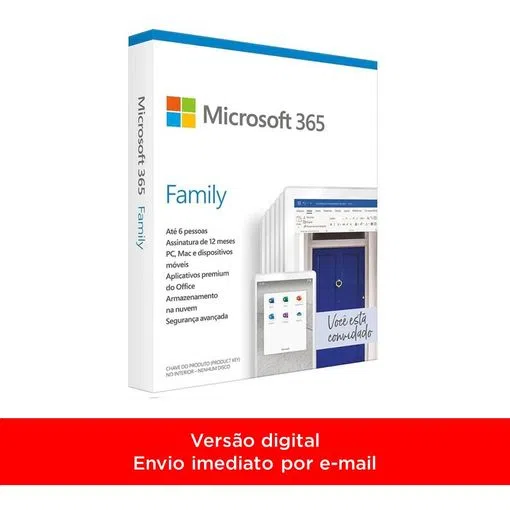 Microsoft 365 Family
Microsoft 365
Family
Até 6 pessoas
Assinatura de 12 meses
PC, Mac e dispositivos
móveis
Aplicativos premium
do Office
Armazenamento
na nuvem
Segurança avançada
CHAVE DO PRODUTO (PRODUCT KEY)
NO INTERIOR – NENHUM DISCO
Você está
convidado
Versão digital
Envio imediato por e-mail